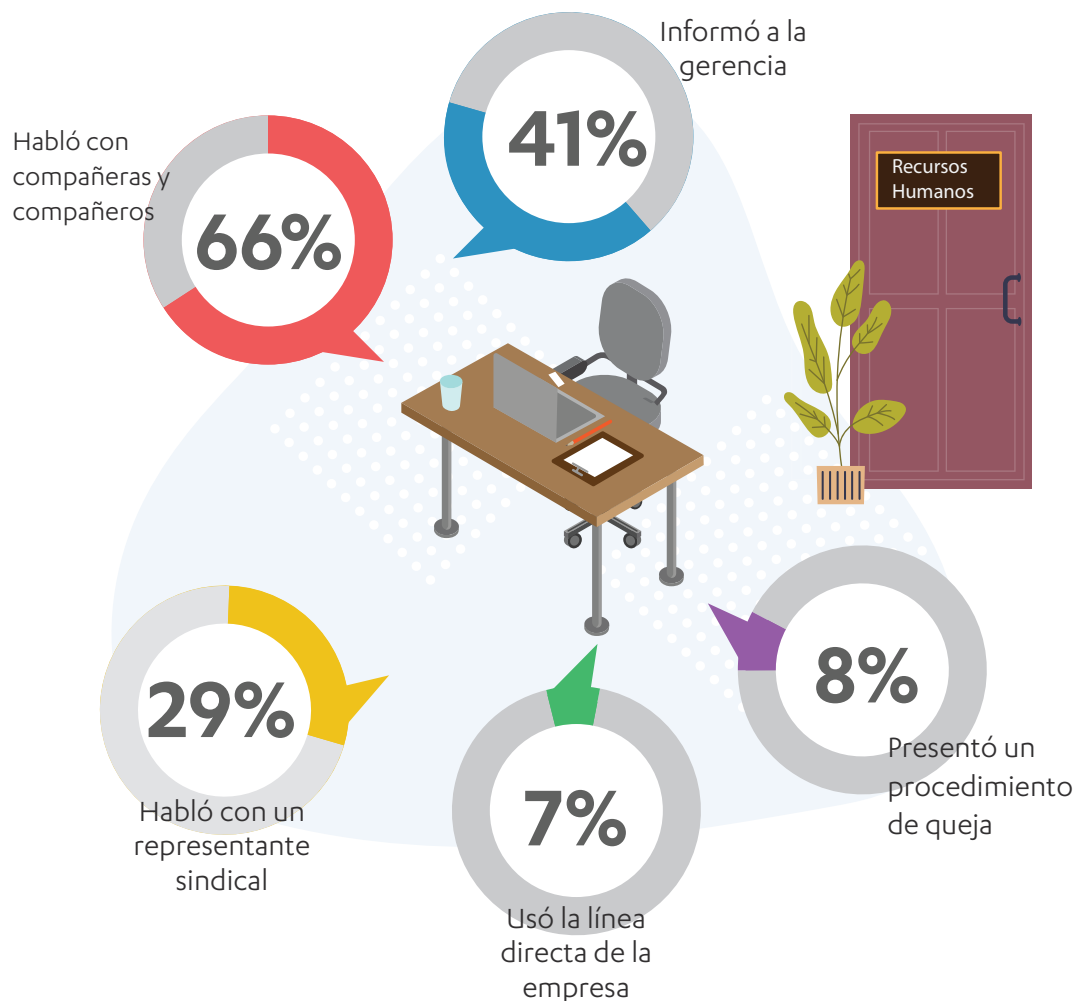 Informó a la
gerencia
41%
Habló con
compañeras y
compañeros
66%
Recursos
Humanos
29%
Habló con un
representante
sindical
7%
Usó la línea
directa de la
empresa
8%
Presentó un
procedimiento
de queja